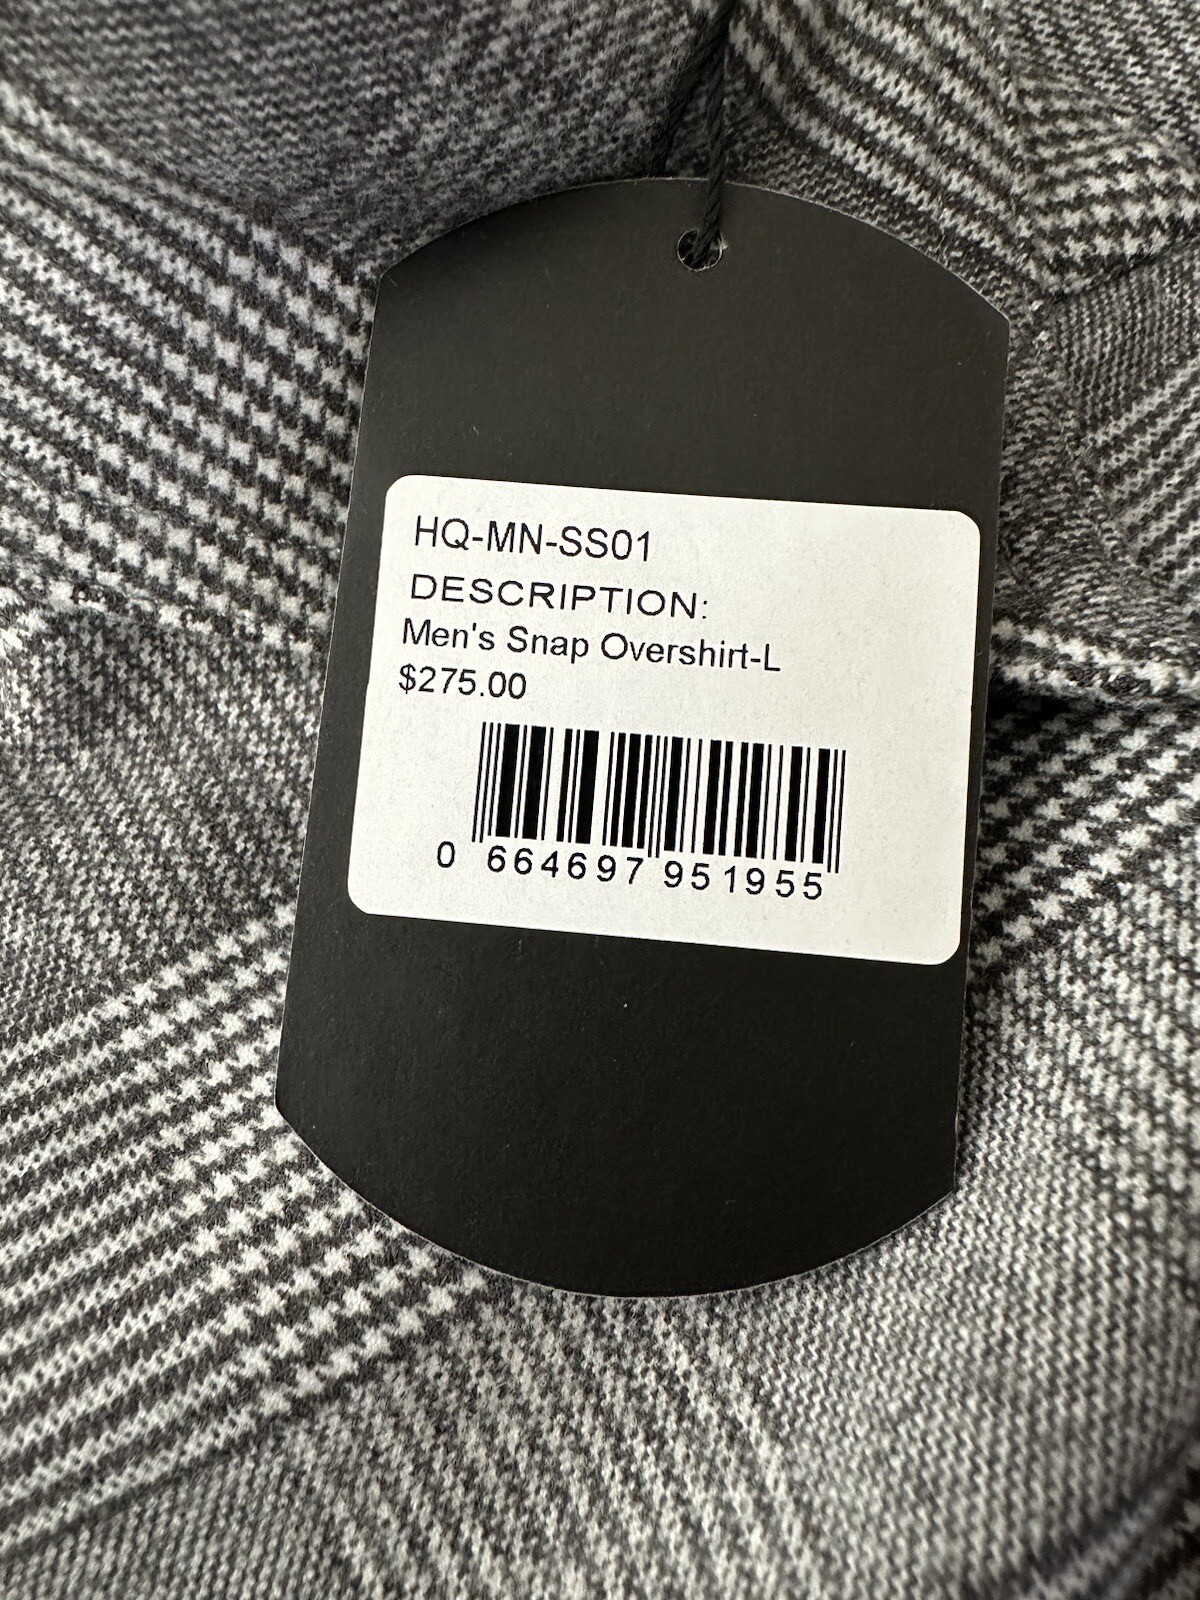 HQ-MN-SS01
DESCRIPTION:
Men's Snap Overshirt-L
$275.00
0 664697 951955